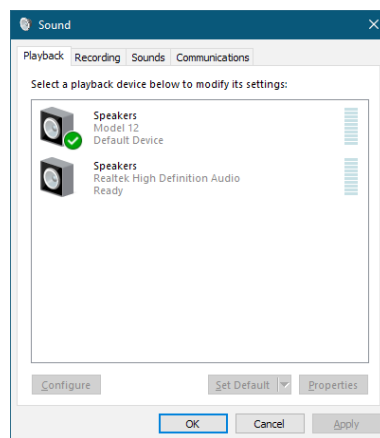 Sound
Playback Recording Sounds Communications
Select a playback device below to modify its settings:
Speakers
Model 12
Default Device
Speakers
Realtek High Definition Audio
Ready
Configure Set Default Properties
OK Cancel Apply